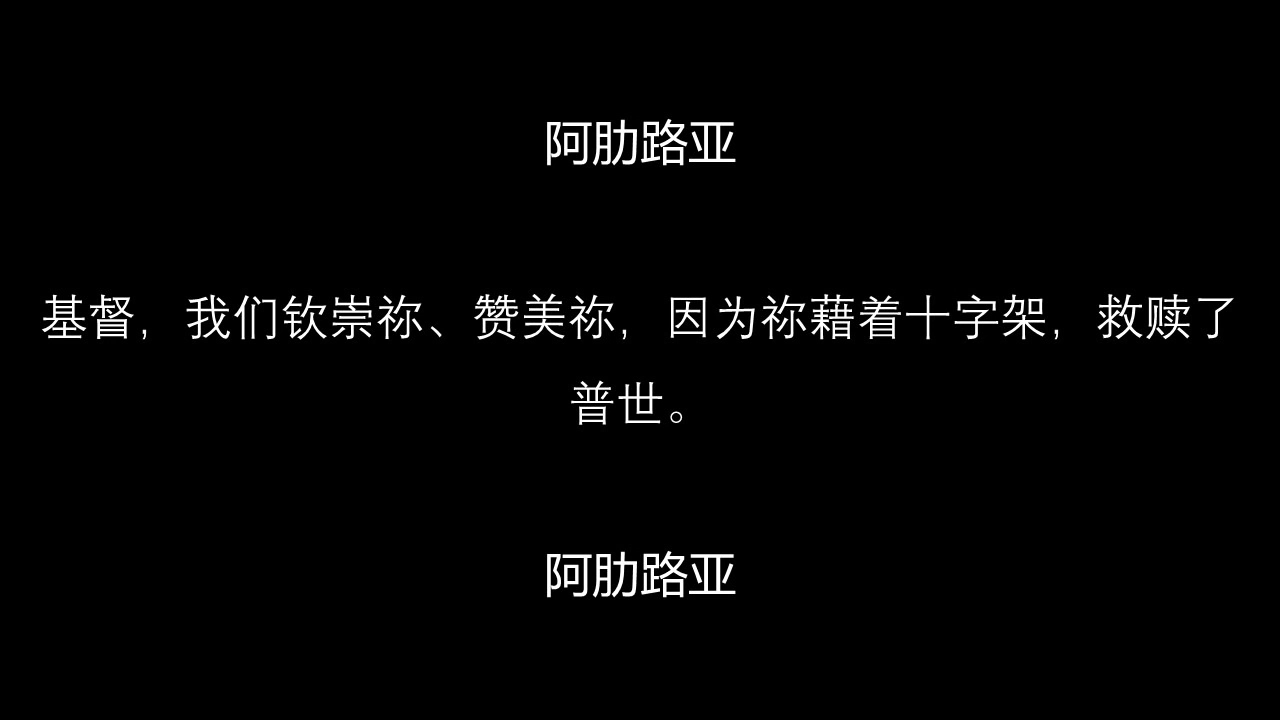 阿肋路亚
基督，我们钦崇祢、赞美祢，因为祢藉着十字架，救赎了
普世。
阿肋路亚